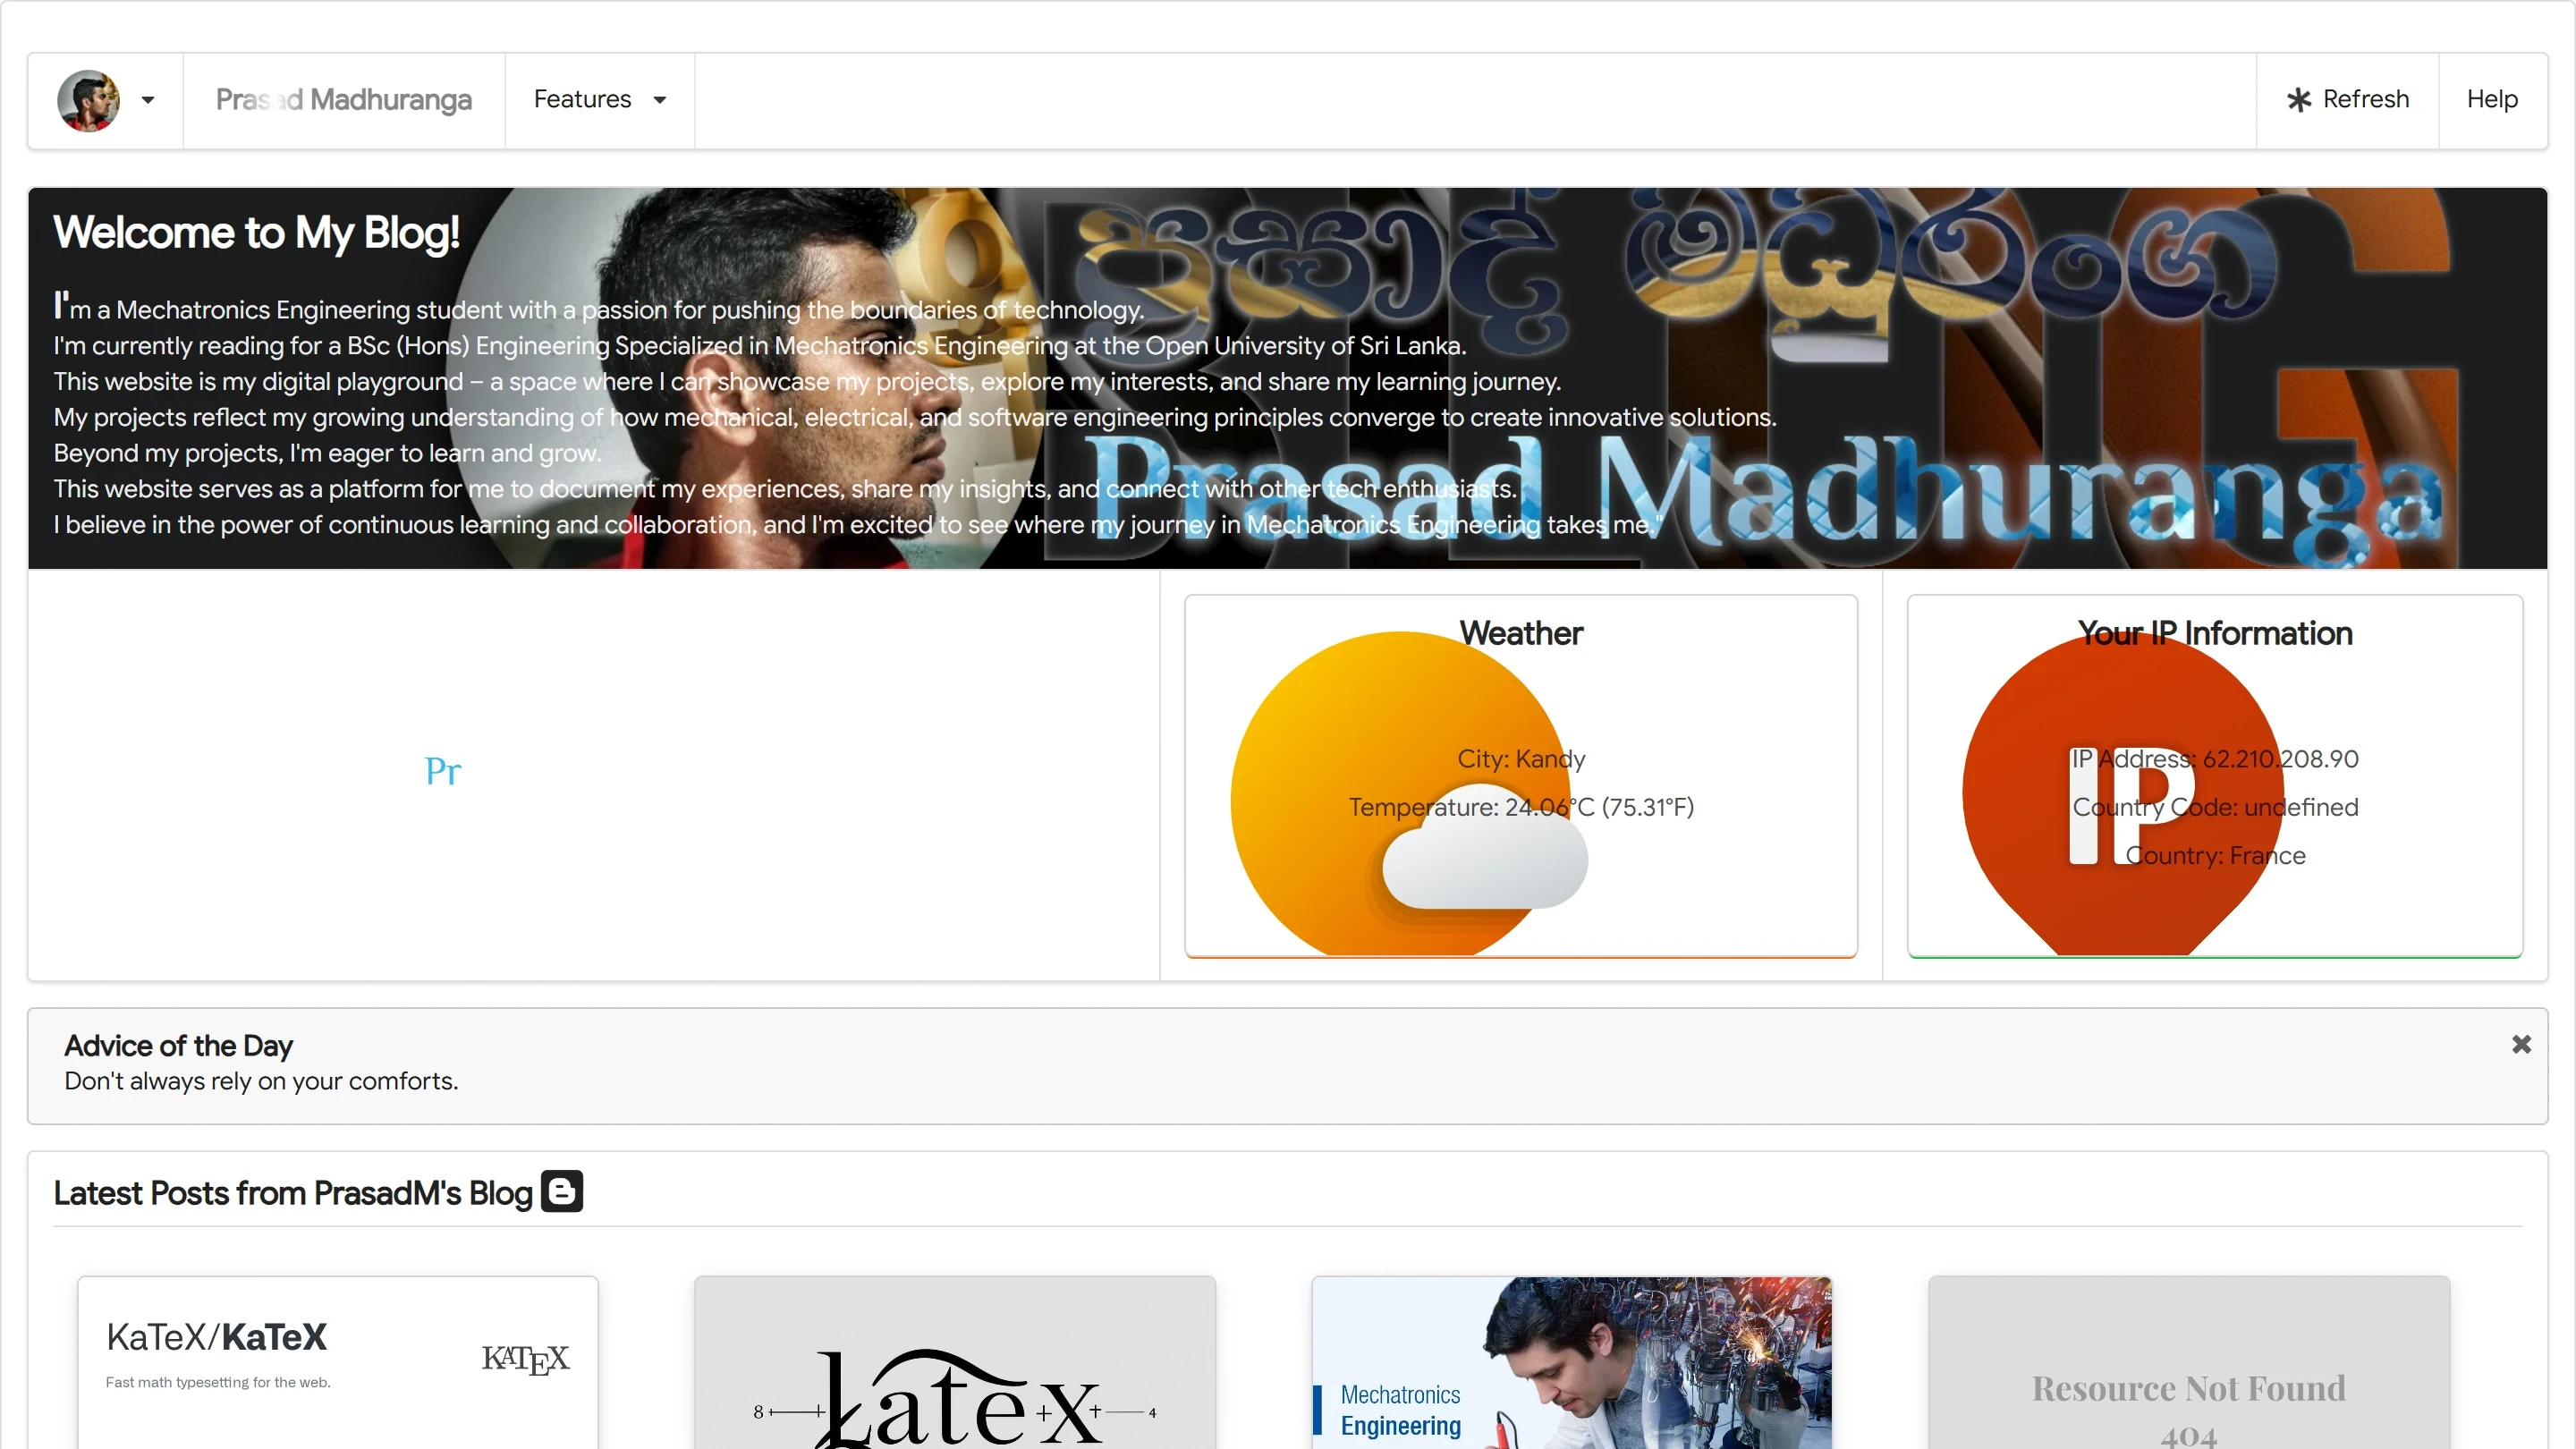 Prasad Madhuranga
Features
Refresh
Help
Welcome to My Blog!
ප්‍රසාද් මධුරංග
Prasad Madhuranga
I'm a Mechatronics Engineering student with a passion for pushing the boundaries of technology.
I'm currently reading for a BSc (Hons) Engineering Specialized in Mechatronics Engineering at the Open University of Sri Lanka.
This website is my digital playground – a space where I can showcase my projects, explore my interests, and share my learning journey.
My projects reflect my growing understanding of how mechanical, electrical, and software engineering principles converge to create innovative solutions.
Beyond my projects, I'm eager to learn and grow.
This website serves as a platform for me to document my experiences, share my insights, and connect with other tech enthusiasts.
I believe in the power of continuous learning and collaboration, and I'm excited to see where my journey in Mechatronics Engineering takes me."
Pr
Weather
City: Kandy
Temperature: 24.06°C (75.31°F)
Your IP Information
IP
IP Address: 62.210.208.90
Country Code: undefined
Country: France
Advice of the Day
Don't always rely on your comforts.
Latest Posts from PrasadM's Blog
KaTeX/KaTeX
KATEX
Fast math typesetting for the web.
8
Latex
4
Mechatronics
Engineering
Resource Not Found
404